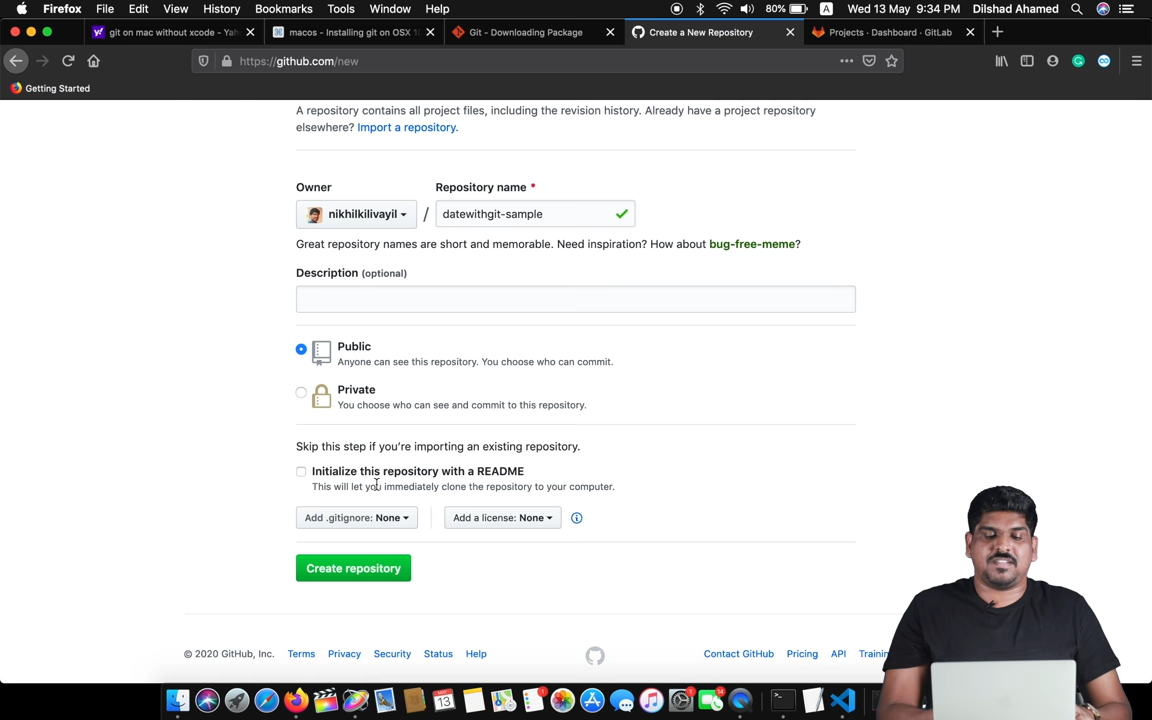 Firefox File Edit View History Bookmarks Tools Window Help 80% A Wed 13 May 9:34 PM Dilshad Ahamed
git on mac without xcode - Yah macos - Installing git on OSX 1 Git - Downloading Package Create a New Repository Projects · Dashboard · GitLab
https://github.com/new
Getting Started
A repository contains all project files, including the revision history. Already have a project repository
elsewhere? Import a repository.
Owner Repository name *
nikhilkilivayil / datewithgit-sample
Great repository names are short and memorable. Need inspiration? How about bug-free-meme?
Description (optional)
Public
Anyone can see this repository. You choose who can commit.
Private
You choose who can see and commit to this repository.
Skip this step if you're importing an existing repository.
Initialize this repository with a README
This will let you immediately clone the repository to your computer.
Add .gitignore: None Add a license: None
Create repository
© 2020 GitHub, Inc. Terms Privacy Security Status Help Contact GitHub Pricing API Trainin